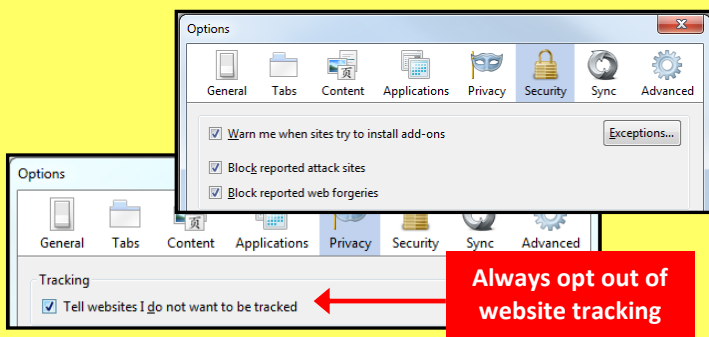 Options
General Tabs Content Applications Privacy Security Sync Advanced
Warn me when sites try to install add-ons Exceptions...
Block reported attack sites
Block reported web forgeries
Options
页
General Tabs Content Applications Privacy Security Sync Advanced
Tracking
Tell websites I do not want to be tracked
Always opt out of
website tracking